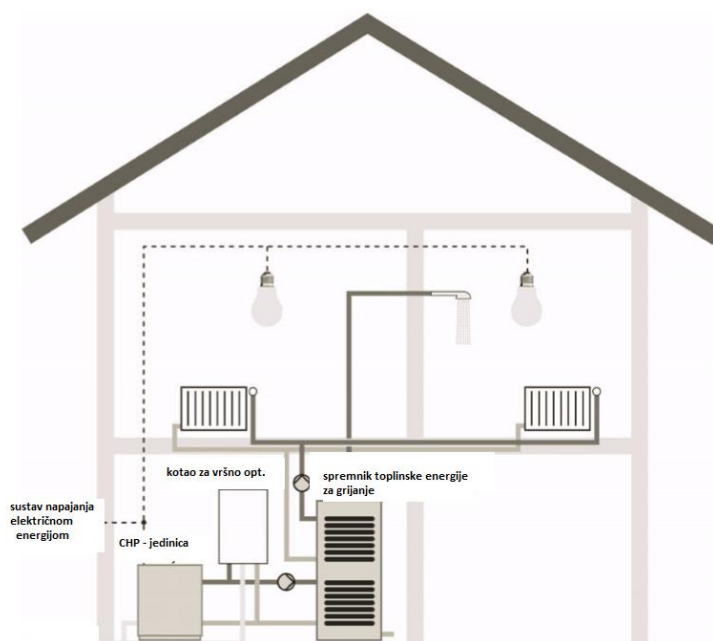 kotao za vršno opt.
spremnik toplinske energije
za grijanje
sustav napajanja
električnom
energijom
CHP - jedinica